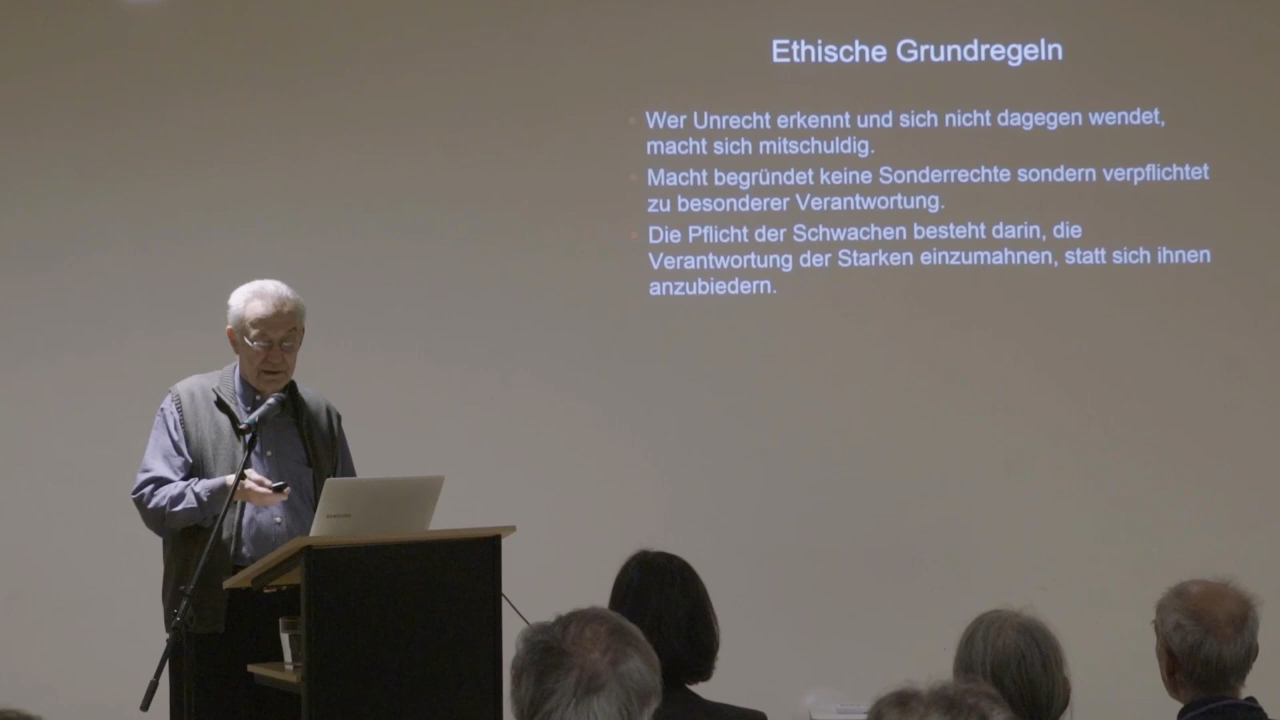 Ethische Grundregeln
Wer Unrecht erkennt und sich nicht dagegen wendet,
macht sich mitschuldig.
Macht begründet keine Sonderrechte sondern verpflichtet
zu besonderer Verantwortung.
Die Pflicht der Schwachen besteht darin, die
Verantwortung der Starken einzumahnen, statt sich ihnen
anzubiedern.
SAMSUNG